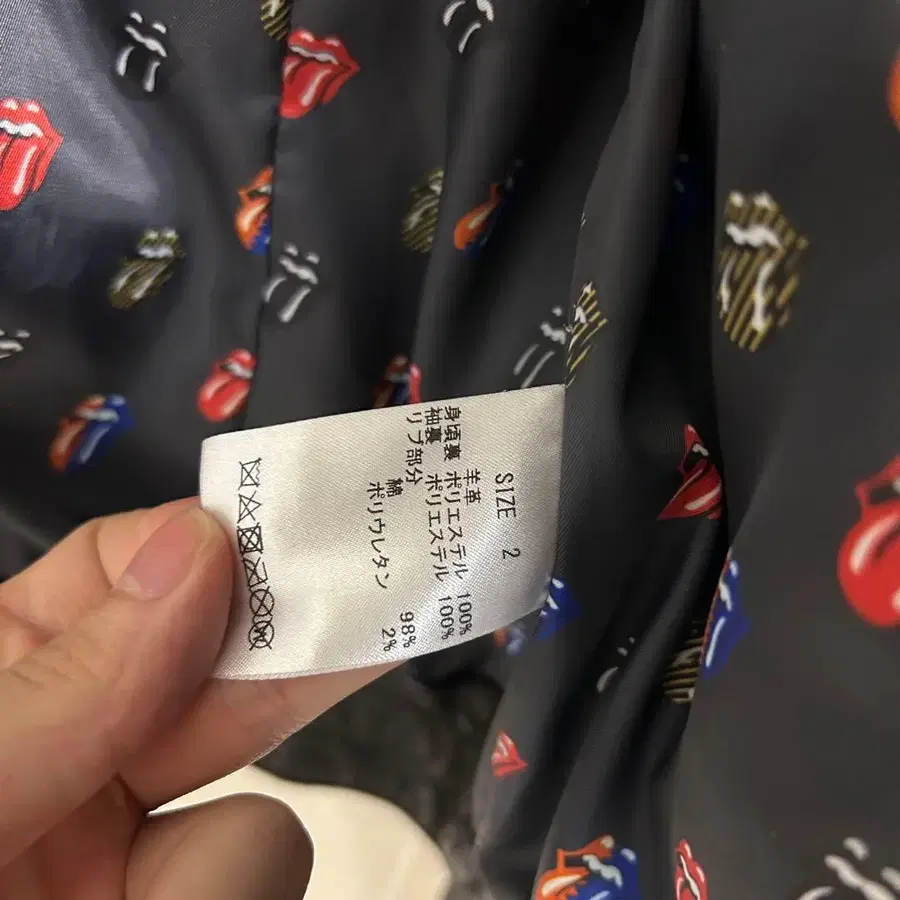 SIZE 2
羊革
身頃裏 ポリエステル 100%
袖裏 ポリエステル 100%
リブ部分 綿 98%
ポリウレタン 2%